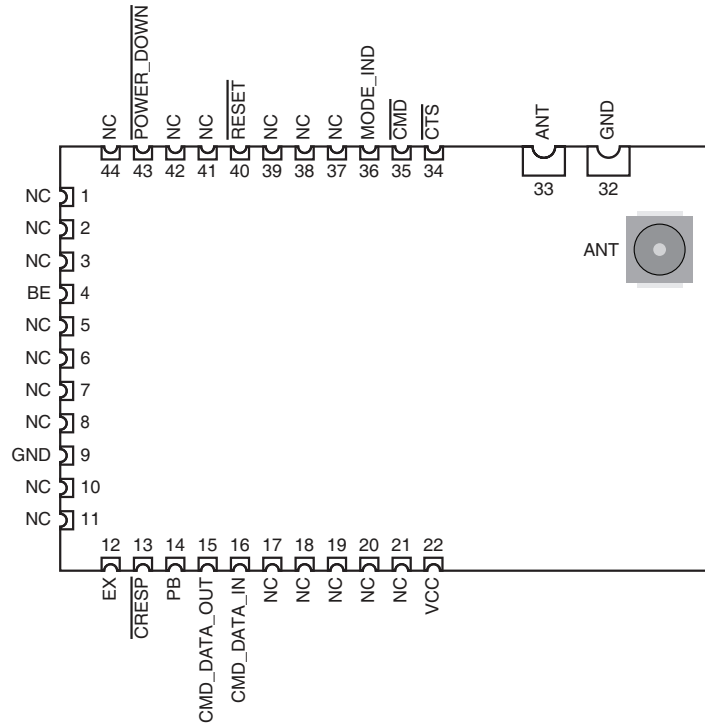 NC POWER_DOWN NC NC RESET NC NC NC MODE_IND CMD CTS ANT GND
44 43 42 41 40 39 38 37 36 35 34 33 32
NC 1
NC 2
NC 3
ANT
BE 4
NC 5
NC 6
NC 7
NC 8
GND 9
NC 10
NC 11
12 13 14 15 16 17 18 19 20 21 22
EX CRESP PB CMD_DATA_OUT CMD_DATA_IN NC NC NC NC NC VCC